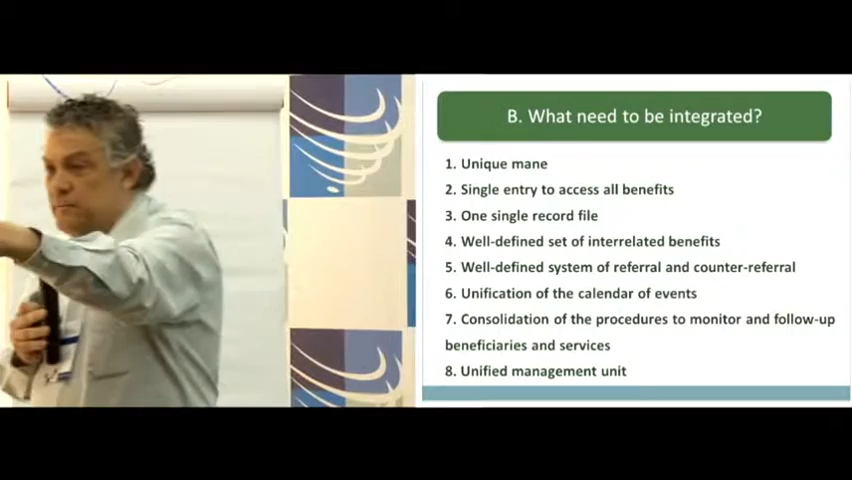 B. What need to be integrated?
1. Unique mane
2. Single entry to access all benefits
3. One single record file
4. Well-defined set of interrelated benefits
5. Well-defined system of referral and counter-referral
6. Unification of the calendar of events
7. Consolidation of the procedures to monitor and follow-up
beneficiaries and services
8. Unified management unit